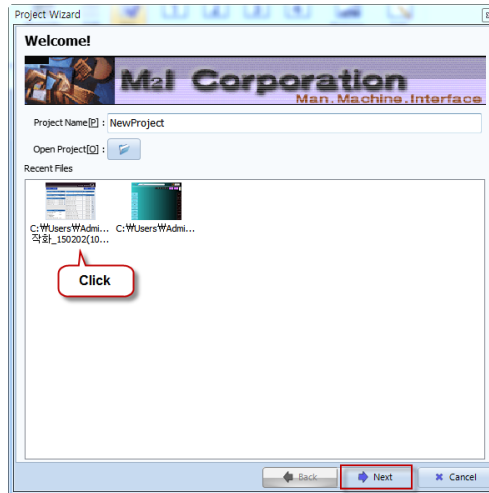 Project Wizard
Welcome!
M2I Corporation
Man.Machine.Interface
Project Name[P] : NewProject
Open Project[O] :
Recent Files
C:₩Users₩Admi... C:₩Users₩Admi...
작화_150202(10...
Click
Back Next Cancel